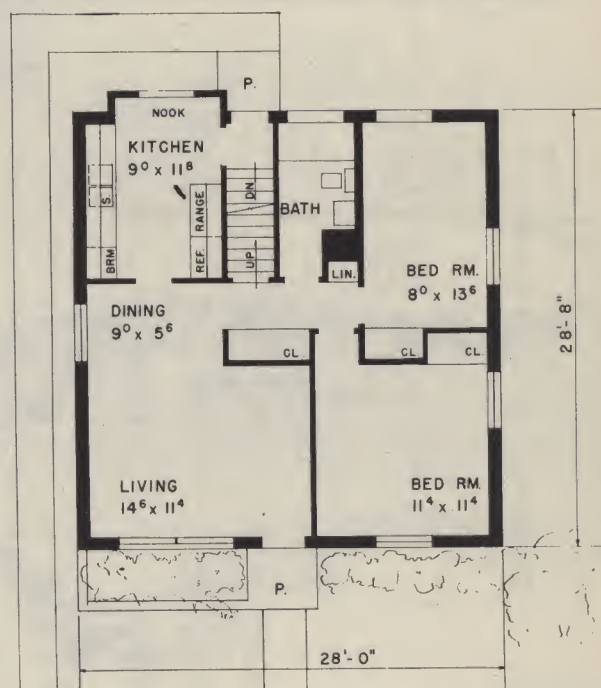 P.
NOOK
KITCHEN
9⁰ x 11⁸
S.
BRM
RANGE
REF.
DN.
UP
BATH
LIN.
BED RM.
8⁰ x 13⁶
DINING
9⁰ x 5⁶
CL.
CL.
CL.
28'-8"
LIVING
14⁶ x 11⁴
BED RM.
11⁴ x 11⁴
P.
28'-0"